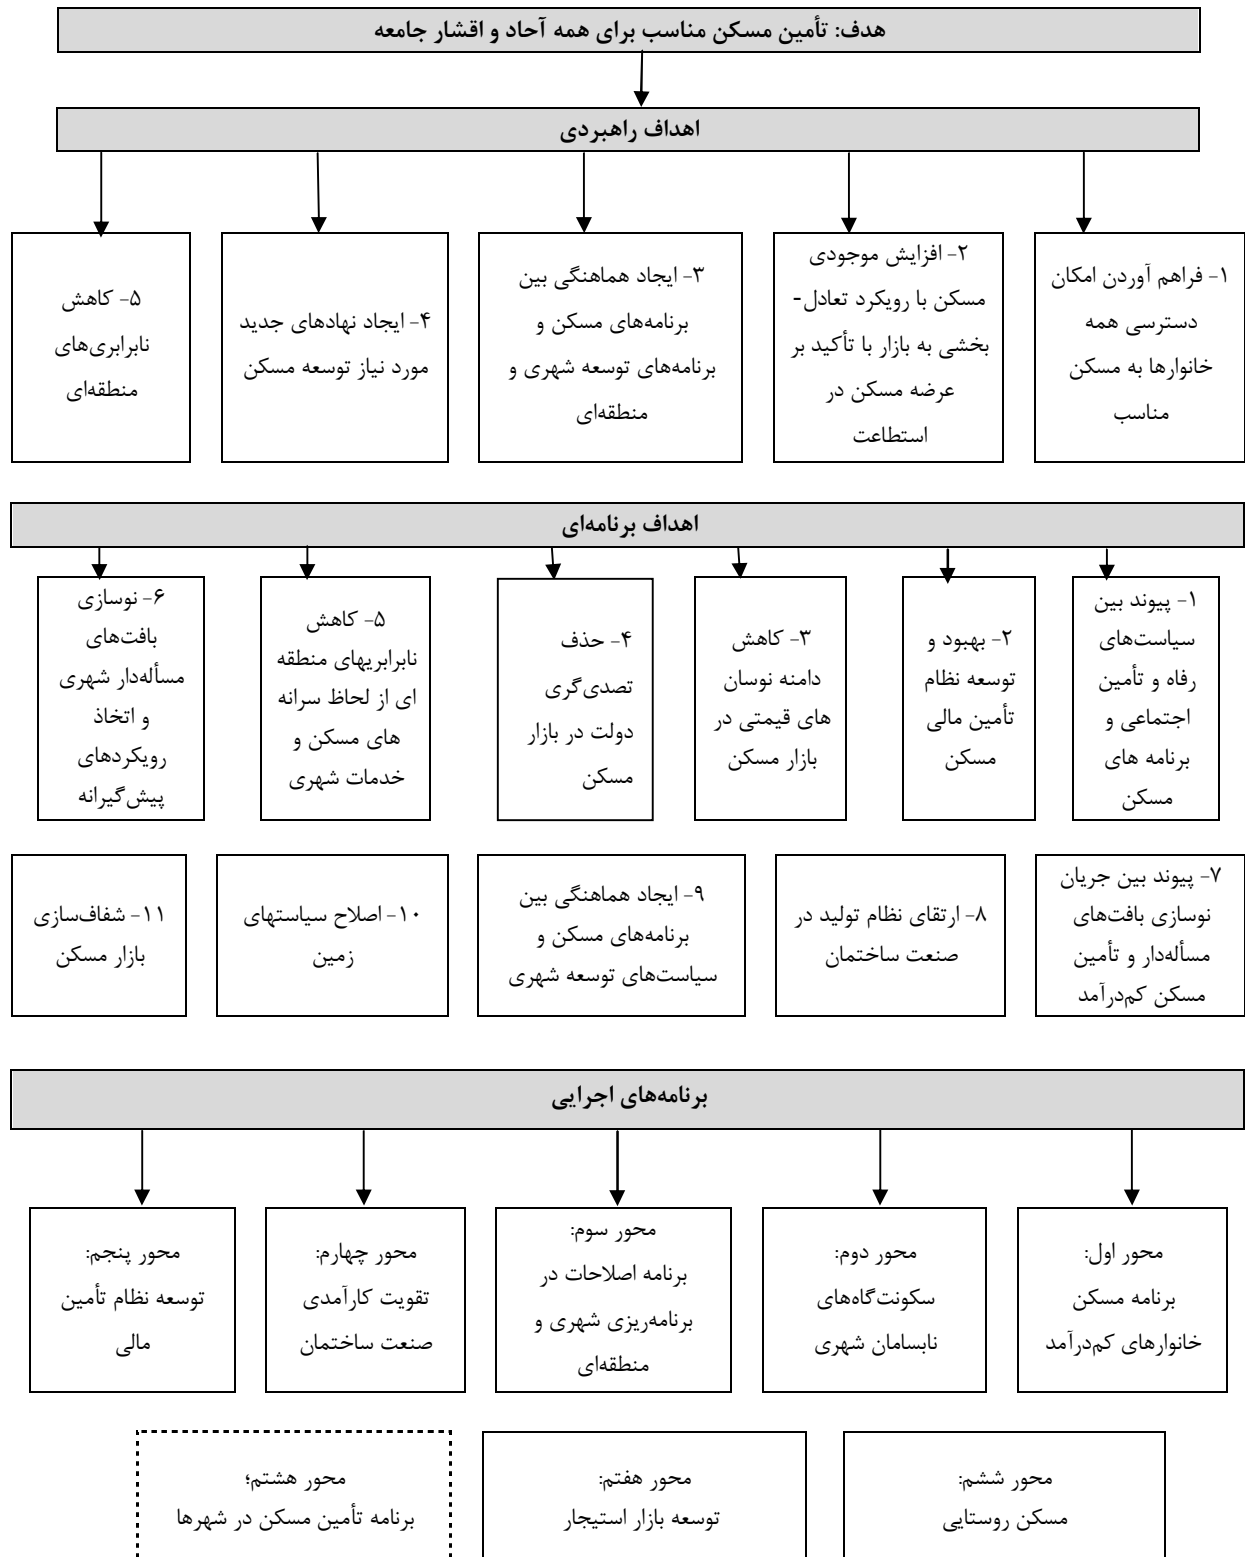 هدف: تأمین مسکن مناسب برای همه آحاد و اقشار جامعه
اهداف راهبردی
۱- فراهم آوردن امکان
دسترسی همه
خانوارها به مسکن
مناسب
۲- افزایش موجودی
مسکن با رویکرد تعادل-
بخشی به بازار با تأکید بر
عرضه مسکن در
استطاعت
۳- ایجاد هماهنگی بین
برنامه‌های مسکن و
برنامه‌های توسعه شهری و
منطقه‌ای
۴- ایجاد نهادهای جدید
مورد نیاز توسعه مسکن
۵- کاهش
نابرابری‌های
منطقه‌ای
اهداف برنامه‌ای
۱- پیوند بین
سیاست‌های
رفاه و تأمین
اجتماعی و
برنامه های
مسکن
۲- بهبود و
توسعه نظام
تأمین مالی
مسکن
۳- کاهش
دامنه نوسان
های قیمتی در
بازار مسکن
۴- حذف
تصدی‌گری
دولت در بازار
مسکن
۵- کاهش
نابرابریهای منطقه
ای از لحاظ سرانه
های مسکن و
خدمات شهری
۶- نوسازی
بافت‌های
مسأله‌دار شهری
و اتخاذ
رویکردهای
پیش‌گیرانه
۷- پیوند بین جریان
نوسازی بافت‌های
مسأله‌دار و تأمین
مسکن کم‌درآمد
۸- ارتقای نظام تولید در
صنعت ساختمان
۹- ایجاد هماهنگی بین
برنامه‌های مسکن و
سیاست‌های توسعه شهری
۱۰- اصلاح سیاستهای
زمین
۱۱- شفاف‌سازی
بازار مسکن
برنامه‌های اجرایی
محور اول:
برنامه مسکن
خانوارهای کم‌درآمد
محور دوم:
سکونت‌گاه‌های
نابسامان شهری
محور سوم:
برنامه اصلاحات در
برنامه‌ریزی شهری و
منطقه‌ای
محور چهارم:
تقویت کارآمدی
صنعت ساختمان
محور پنجم:
توسعه نظام تأمین
مالی
محور ششم:
مسکن روستایی
محور هفتم:
توسعه بازار استیجار
محور هشتم؛
برنامه تأمین مسکن در شهرها